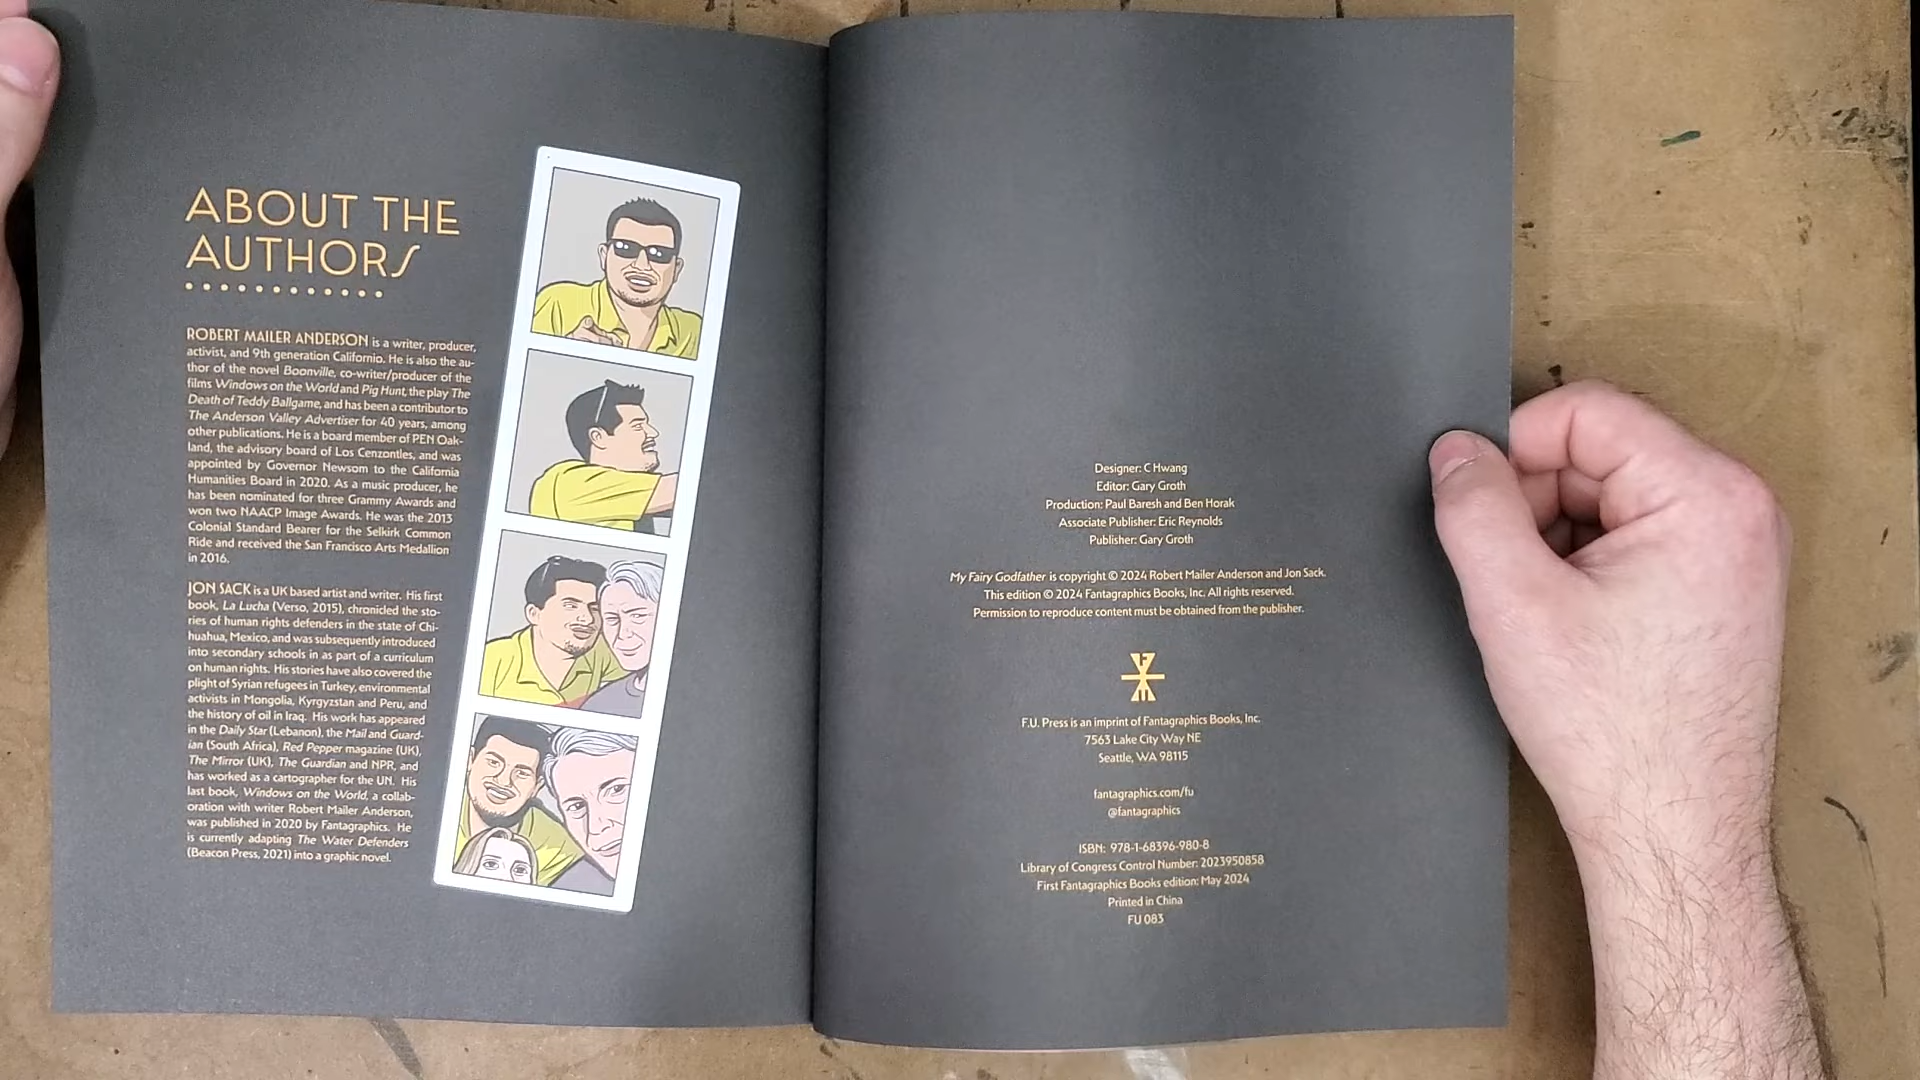 ABOUT THE
AUTHORS
ROBERT MAILER ANDERSON is a writer, producer,
activist, and 9th generation Californio. He is also the au-
thor of the novel Boonville, co-writer/producer of the
films Windows on the World and Pig Hunt, the play The
Death of Teddy Ballgame, and has been a contributor to
The Anderson Valley Advertiser for 40 years, among
other publications. He is a board member of PEN Oak-
land, the advisory board of Los Cenzontles, and was
appointed by Governor Newsom to the California
Humanities Board in 2020. As a music producer, he
has been nominated for three Grammy Awards and
won two NAACP Image Awards. He was the 2013
Colonial Standard Bearer for the Selkirk Common
Ride and received the San Francisco Arts Medallion
in 2016.
JON SACK is a UK based artist and writer. His first
book, La Lucha (Verso, 2015), chronicled the sto-
ries of human rights defenders in the state of Chi-
huahua, Mexico, and was subsequently introduced
into secondary schools in as part of a curriculum
on human rights. His stories have also covered the
plight of Syrian refugees in Turkey, environmental
activists in Mongolia, Kyrgyzstan and Peru, and
the history of oil in Iraq. His work has appeared
in the Daily Star (Lebanon), the Mail and Guard-
ian (South Africa), Red Pepper magazine (UK),
The Mirror (UK), The Guardian and NPR, and
has worked as a cartographer for the UN. His
last book, Windows on the World, a collab-
oration with writer Robert Mailer Anderson,
was published in 2020 by Fantagraphics. He
is currently adapting The Water Defenders
(Beacon Press, 2021) into a graphic novel.
Designer: C Hwang
Editor: Gary Groth
Production: Paul Baresh and Ben Horak
Associate Publisher: Eric Reynolds
Publisher: Gary Groth
My Fairy Godfather is copyright © 2024 Robert Mailer Anderson and Jon Sack.
This edition © 2024 Fantagraphics Books, Inc. All rights reserved.
Permission to reproduce content must be obtained from the publisher.
F.U. Press is an imprint of Fantagraphics Books, Inc.
7563 Lake City Way NE
Seattle, WA 98115
fantagraphics.com/fu
@fantagraphics
ISBN: 978-1-68396-980-8
Library of Congress Control Number: 2023950858
First Fantagraphics Books edition: May 2024
Printed in China
FU 083